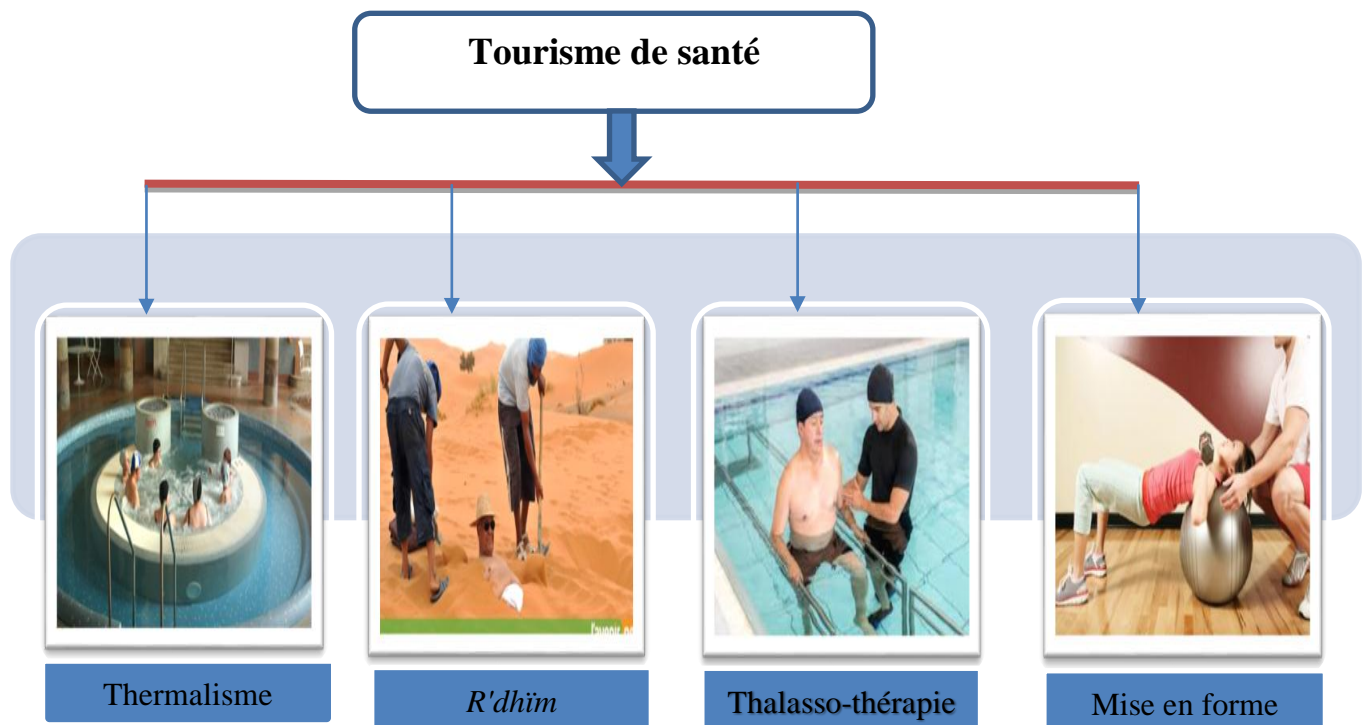 Tourisme de santé
Thermalisme
R'dhïm
Thalasso-thérapie
Mise en forme